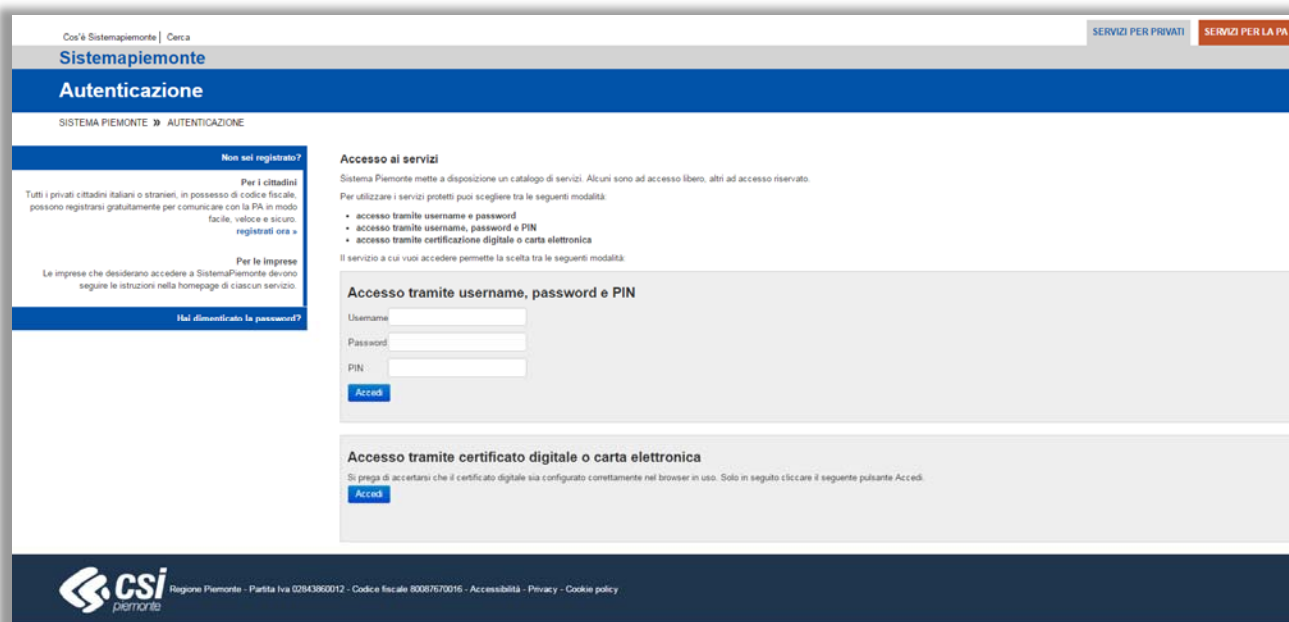 Cos'è Sistemapiemonte | Cerca
SERVIZI PER PRIVATI
SERVIZI PER LA PA
Sistemapiemonte
Autenticazione
SISTEMA PIEMONTE » AUTENTICAZIONE
Non sei registrato?
Per i cittadini
Tutti i privati cittadini italiani o stranieri, in possesso di codice fiscale,
possono registrarsi gratuitamente per comunicare con la PA in modo
facile, veloce e sicuro.
registrati ora »
Per le imprese
Le imprese che desiderano accedere a SistemaPiemonte devono
seguire le istruzioni nella homepage di ciascun servizio.
Hai dimenticato la password?
Accesso ai servizi
Sistema Piemonte mette a disposizione un catalogo di servizi. Alcuni sono ad accesso libero, altri ad accesso riservato.
Per utilizzare i servizi protetti puoi scegliere tra le seguenti modalità:
• accesso tramite username e password
• accesso tramite username, password e PIN
• accesso tramite certificazione digitale o carta elettronica
Il servizio a cui vuoi accedere permette la scelta tra le seguenti modalità:
Accesso tramite username, password e PIN
Username
Password
PIN
Accedi
Accesso tramite certificato digitale o carta elettronica
Si prega di accertarsi che il certificato digitale sia configurato correttamente nel browser in uso. Solo in seguito cliccare il seguente pulsante Accedi.
Accedi
csi piemonte
Regione Piemonte - Partita Iva 02843860012 - Codice fiscale 80087670016 - Accessibilità - Privacy - Cookie policy